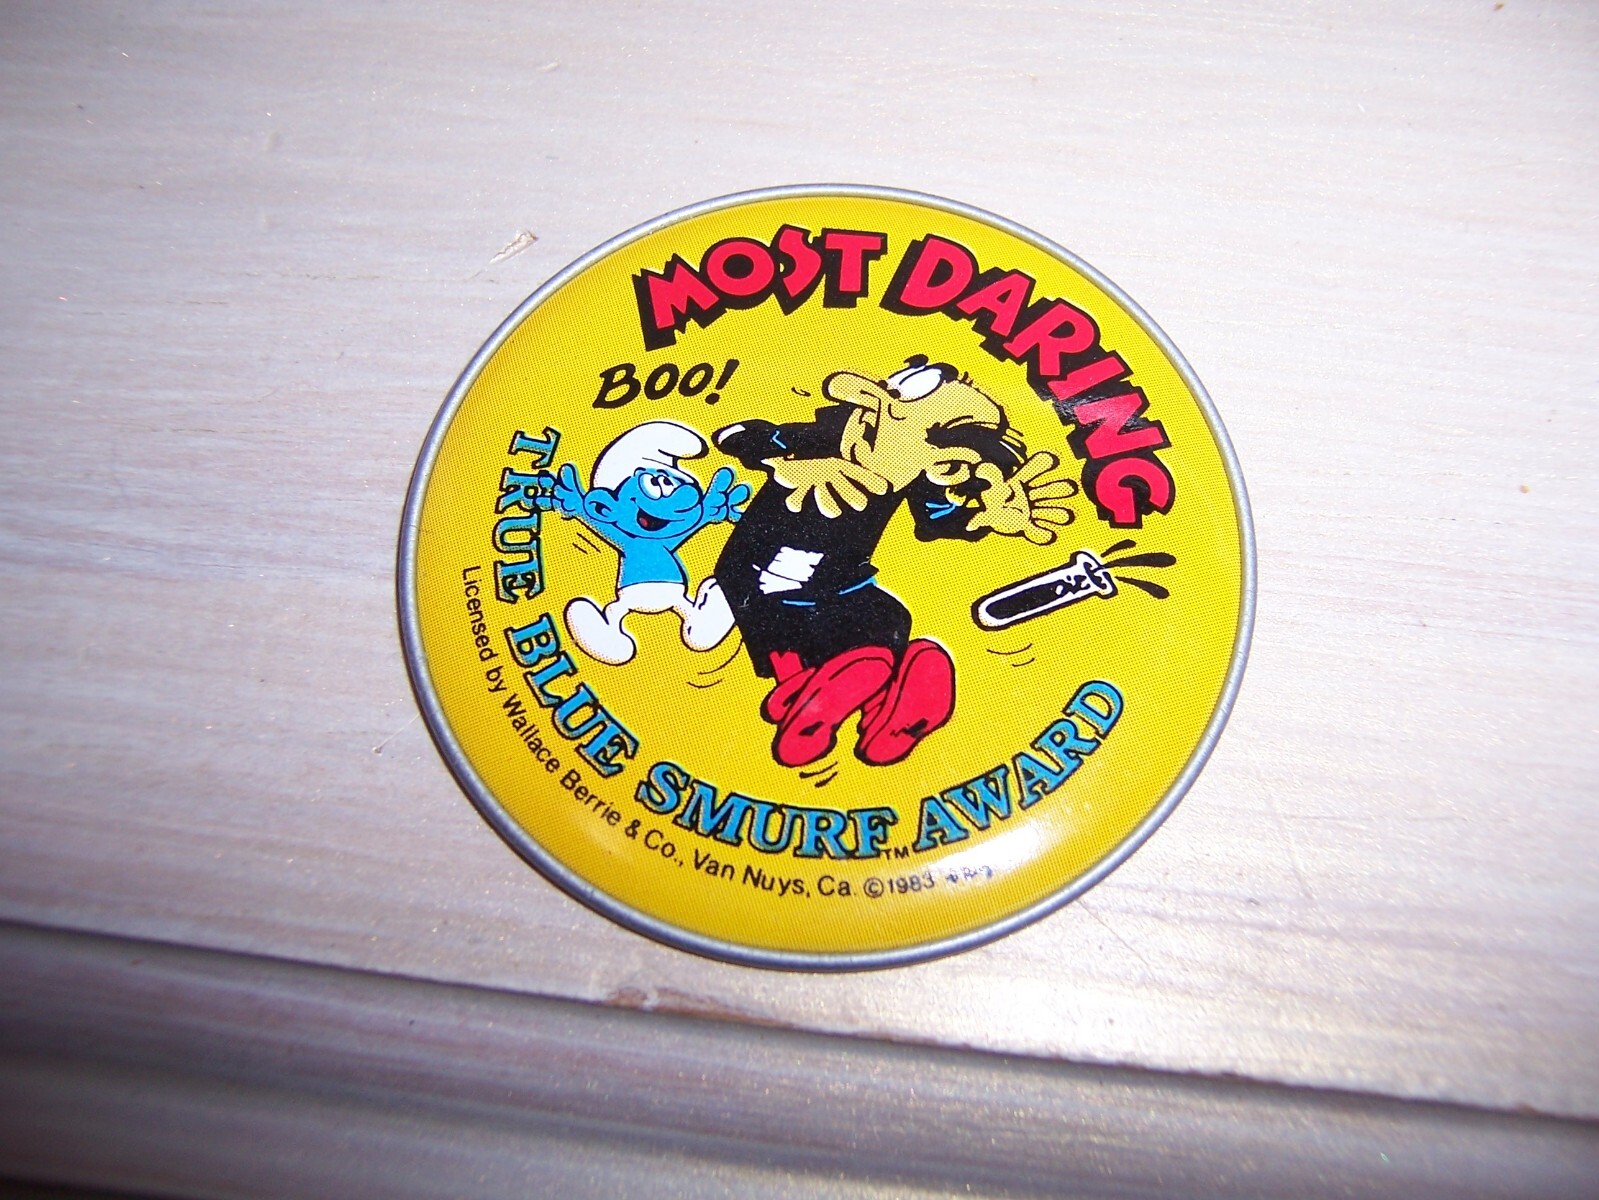 MOST DARING
BOO!
TRUE BLUE SMURF™ AWARD
Licensed by Wallace Berrie & Co., Van Nuys, Ca. ©1983